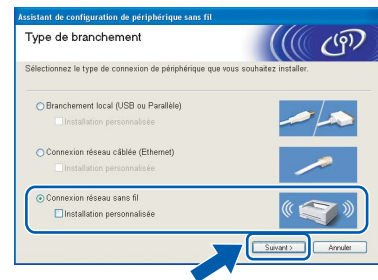 Assistant de configuration de périphérique sans fil
Type de branchement
Sélectionnez le type de connexion de périphérique que vous souhaitez installer.
Branchement local (USB ou Parallèle)
Installation personnalisée
Connexion réseau câblée (Ethernet)
Installation personnalisée
Connexion réseau sans fil
Installation personnalisée
Suivant > Annuler